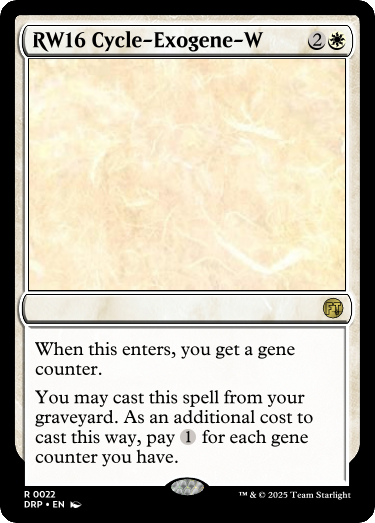 RW16 Cycle-Exogene-W 2
FT
When this enters, you get a gene
counter.
You may cast this spell from your
graveyard. As an additional cost to
cast this way, pay 1 for each gene
counter you have.
R 0022
DRP • EN
™ & © 2025 Team Starlight